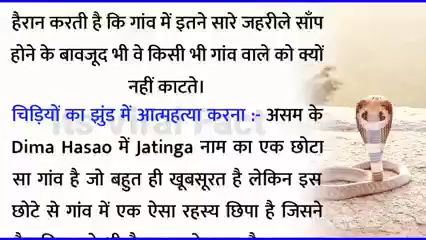 हैरान करती है कि गांव में इतने सारे जहरीले साँप
होने के बावजूद भी वे किसी भी गांव वाले को क्यों
नहीं काटते।
चिड़ियों का झुंड में आत्महत्या करना :- असम के
Dima Hasao में Jatinga नाम का एक छोटा
सा गांव है जो बहुत ही खूबसूरत है लेकिन इस
छोटे से गांव में एक ऐसा रहस्य छिपा है जिसने